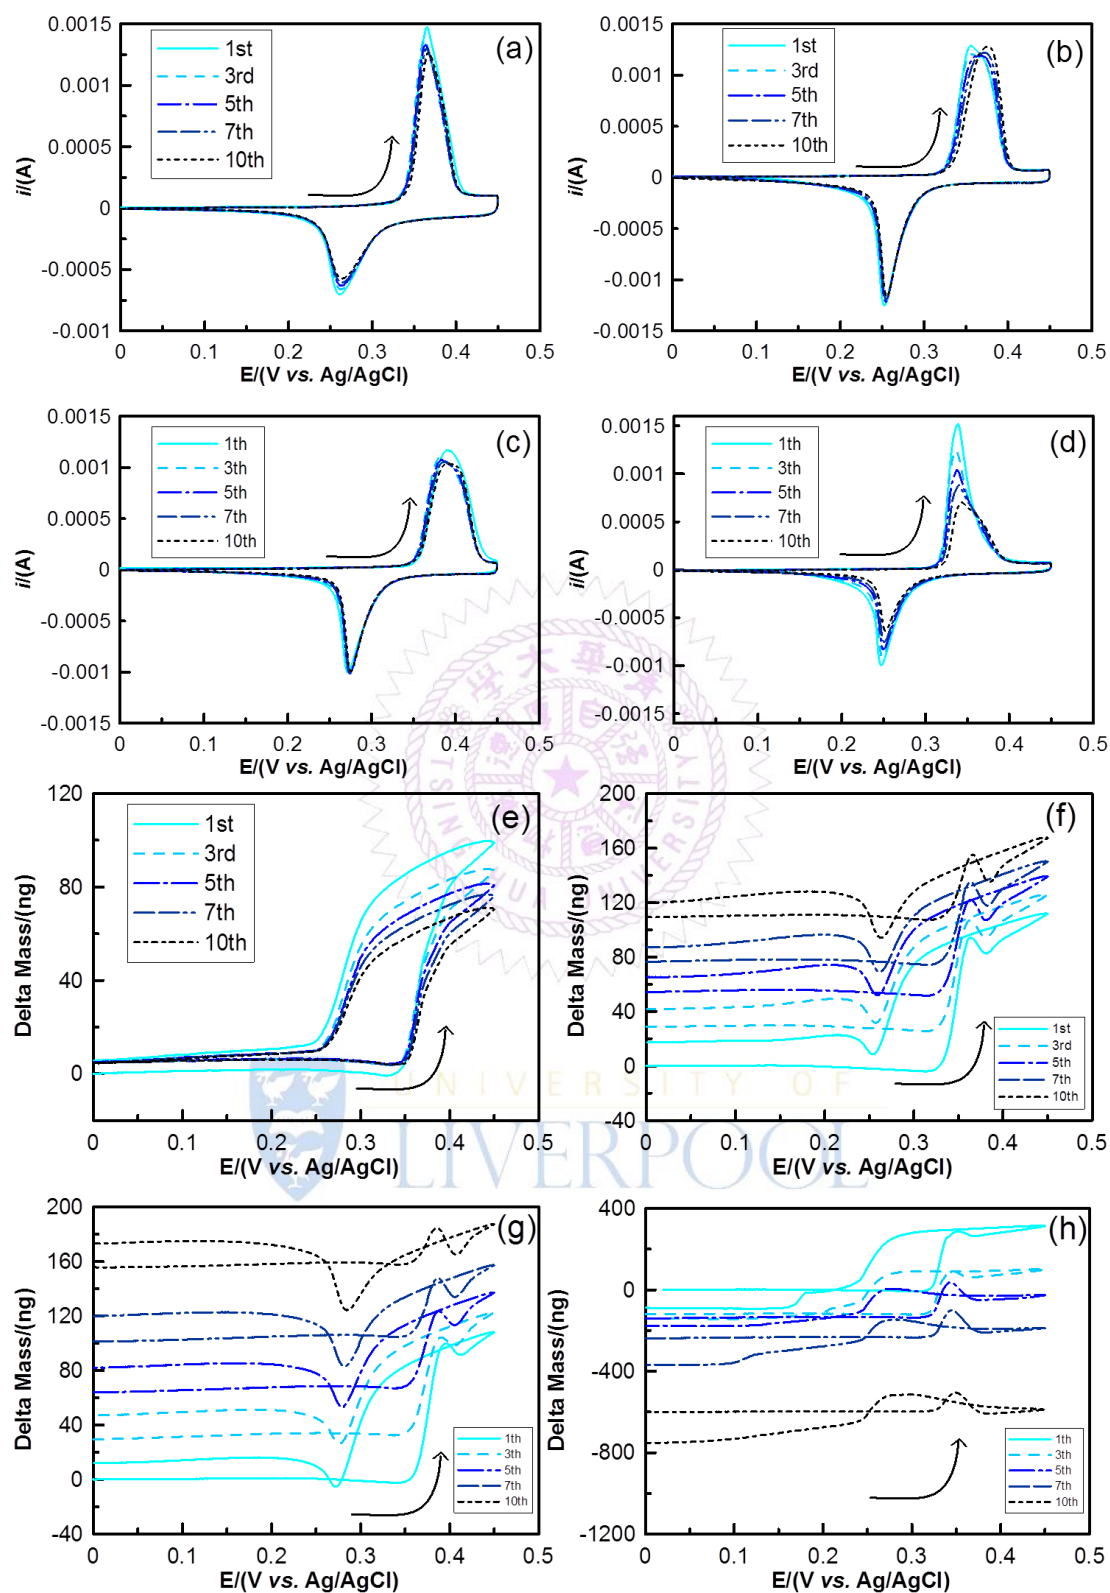 (a)
0.0015
0.001
0.0005
0
-0.0005
-0.001
i/(A)
1st
3rd
5th
7th
10th
0 0.1 0.2 0.3 0.4 0.5
E/(V vs. Ag/AgCl)
(b)
0.0015
0.001
0.0005
0
-0.0005
-0.001
-0.0015
i/(A)
1st
3rd
5th
7th
10th
0 0.1 0.2 0.3 0.4 0.5
E/(V vs. Ag/AgCl)
(c)
0.0015
0.001
0.0005
0
-0.0005
-0.001
-0.0015
i/(A)
1th
3th
5th
7th
10th
0 0.1 0.2 0.3 0.4 0.5
E/(V vs. Ag/AgCl)
(d)
0.0015
0.001
0.0005
0
-0.0005
-0.001
-0.0015
i/(A)
1th
3th
5th
7th
10th
0 0.1 0.2 0.3 0.4 0.5
E/(V vs. Ag/AgCl)
(e)
120
80
40
0
Delta Mass/(ng)
1st
3rd
5th
7th
10th
0 0.1 0.2 0.3 0.4 0.5
E/(V vs. Ag/AgCl)
(f)
200
160
120
80
40
0
-40
Delta Mass/(ng)
1st
3rd
5th
7th
10th
0 0.1 0.2 0.3 0.4 0.5
E/(V vs. Ag/AgCl)
UNIVERSITY OF
LIVERPOOL
(g)
200
160
120
80
40
0
-40
Delta Mass/(ng)
1th
3th
5th
7th
10th
0 0.1 0.2 0.3 0.4 0.5
E/(V vs. Ag/AgCl)
(h)
400
0
-400
-800
-1200
Delta Mass/(ng)
1th
3th
5th
7th
10th
0 0.1 0.2 0.3 0.4 0.5
E/(V vs. Ag/AgCl)